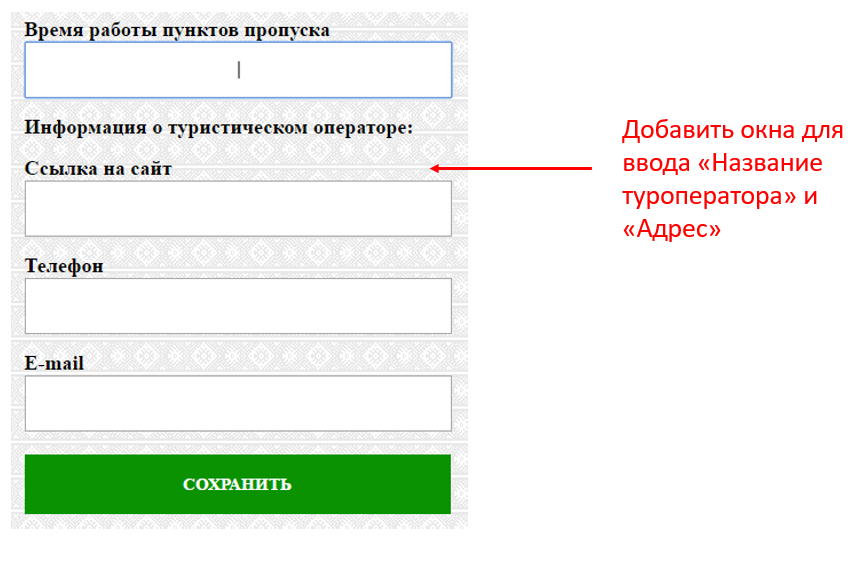 Время работы пунктов пропуска
Информация о туристическом операторе:
Ссылка на сайт
Телефон
E-mail
СОХРАНИТЬ
Добавить окна для
ввода «Название
туроператора» и
«Адрес»